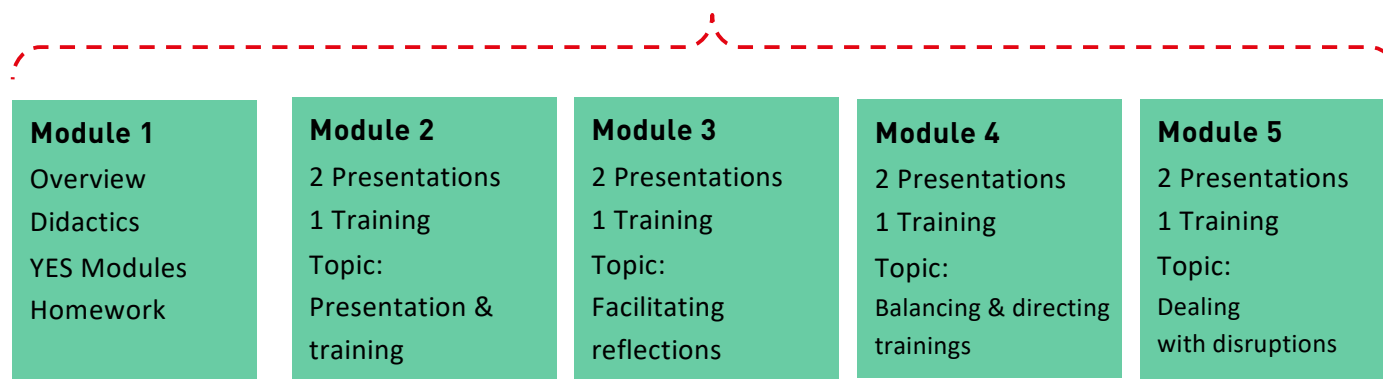 Module 1
Overview
Didactics
YES Modules
Homework
Module 2
2 Presentations
1 Training
Topic:
Presentation &
training
Module 3
2 Presentations
1 Training
Topic:
Facilitating
reflections
Module 4
2 Presentations
1 Training
Topic:
Balancing & directing
trainings
Module 5
2 Presentations
1 Training
Topic:
Dealing
with disruptions